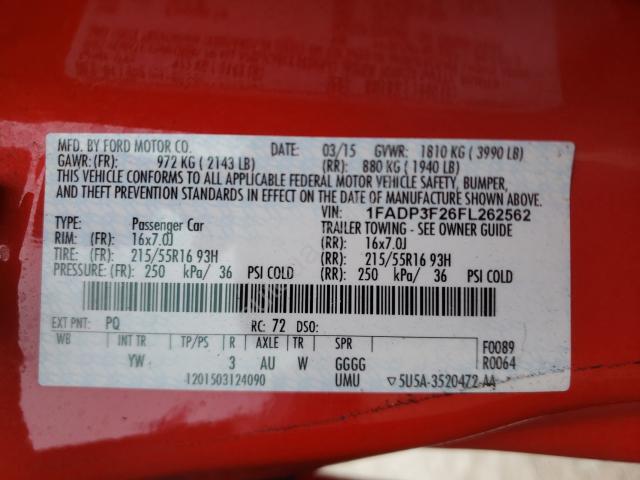 MFD. BY FORD MOTOR CO. DATE: 03/15 GVWR: 1810 KG ( 3990 LB)
GAWR: (FR): 972 KG ( 2143 LB) (RR): 880 KG ( 1940 LB)
THIS VEHICLE CONFORMS TO ALL APPLICABLE FEDERAL MOTOR VEHICLE SAFETY, BUMPER,
AND THEFT PREVENTION STANDARDS IN EFFECT ON THE DATE OF MANUFACTURE SHOWN ABOVE.
VIN: 1FADP3F26FL262562
TYPE: Passenger Car TRAILER TOWING - SEE OWNER GUIDE
RIM: (FR): 16x7.0J (RR): 16x7.0J
TIRE: (FR): 215/55R16 93H (RR): 215/55R16 93H
PRESSURE: (FR): 250 kPa/ 36 PSI COLD (RR): 250 kPa/ 36 PSI COLD
EXT PNT: PQ RC: 72 DSO:
WB INT TR TP/PS R AXLE TR SPR F0089
YW 3 AU W GGGG R0064
1201503124090 UMU ▽5U5A-3520472-AA